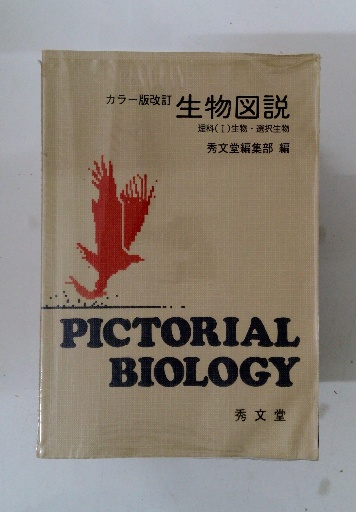 カラー版改訂 生物図説
理科(I)生物・選択生物
秀文堂編集部 編
PICTORIAL
BIOLOGY
秀文堂